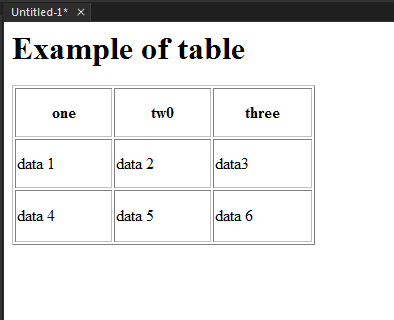 Untitled-1* ×
Example of table
one tw0 three
data 1 data 2 data3
data 4 data 5 data 6